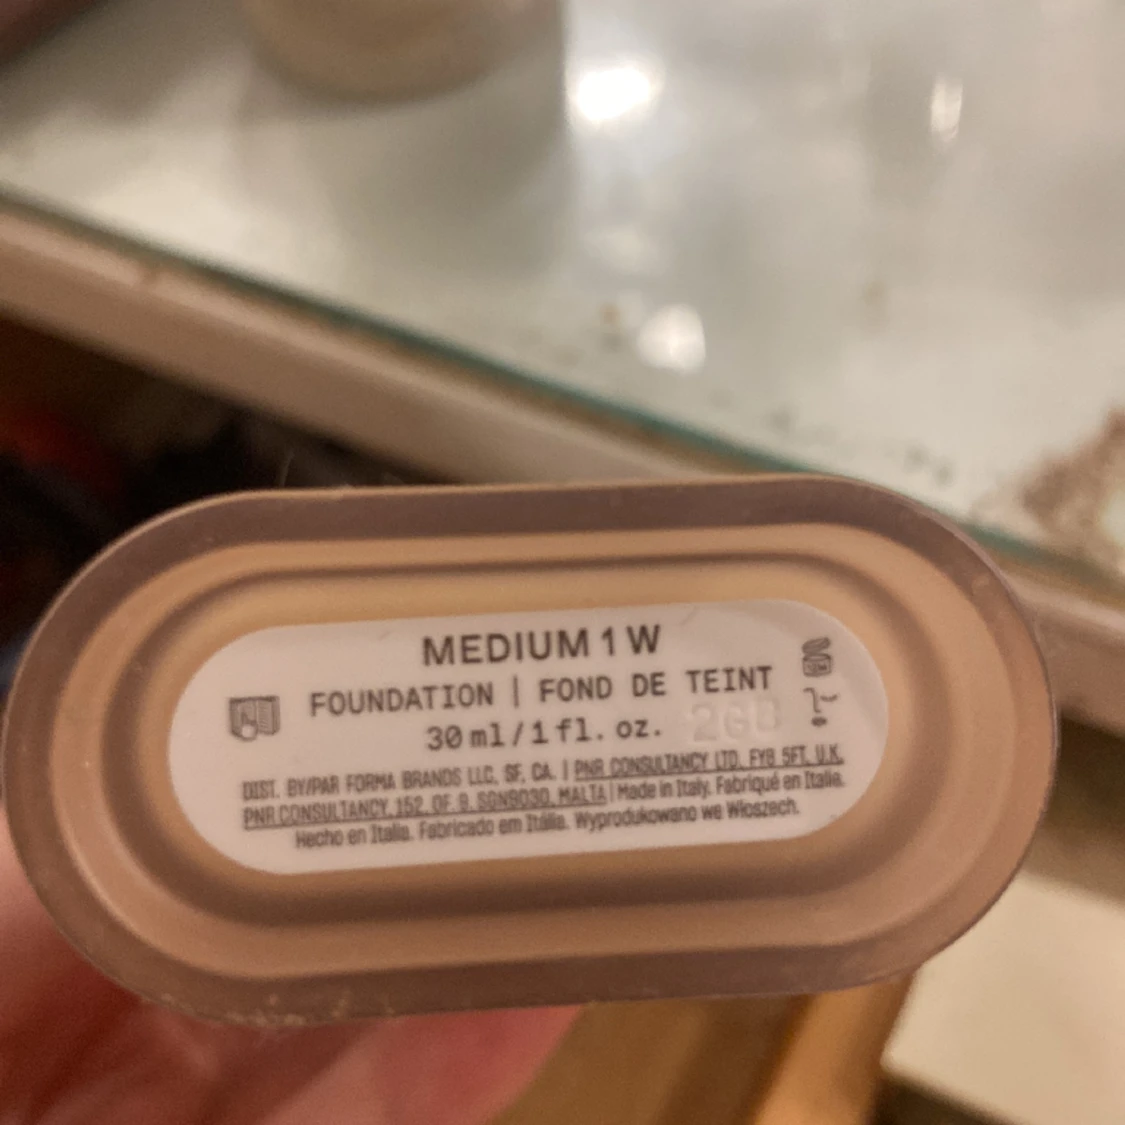 MEDIUM 1 W
FOUNDATION | FOND DE TEINT
30 ml/1 fl. oz.
DIST. BY/PAR FORMA BRANDS LLC, SF, CA. | PNR CONSULTANCY LTD. FY8 5FT, U.K.
PNR CONSULTANCY, 152, OF. 9, SGN9030, MALTA | Made in Italy. Fabriqué en Italie.
Hecho en Italia. Fabricado em Itália. Wyprodukowano we Włoszech.